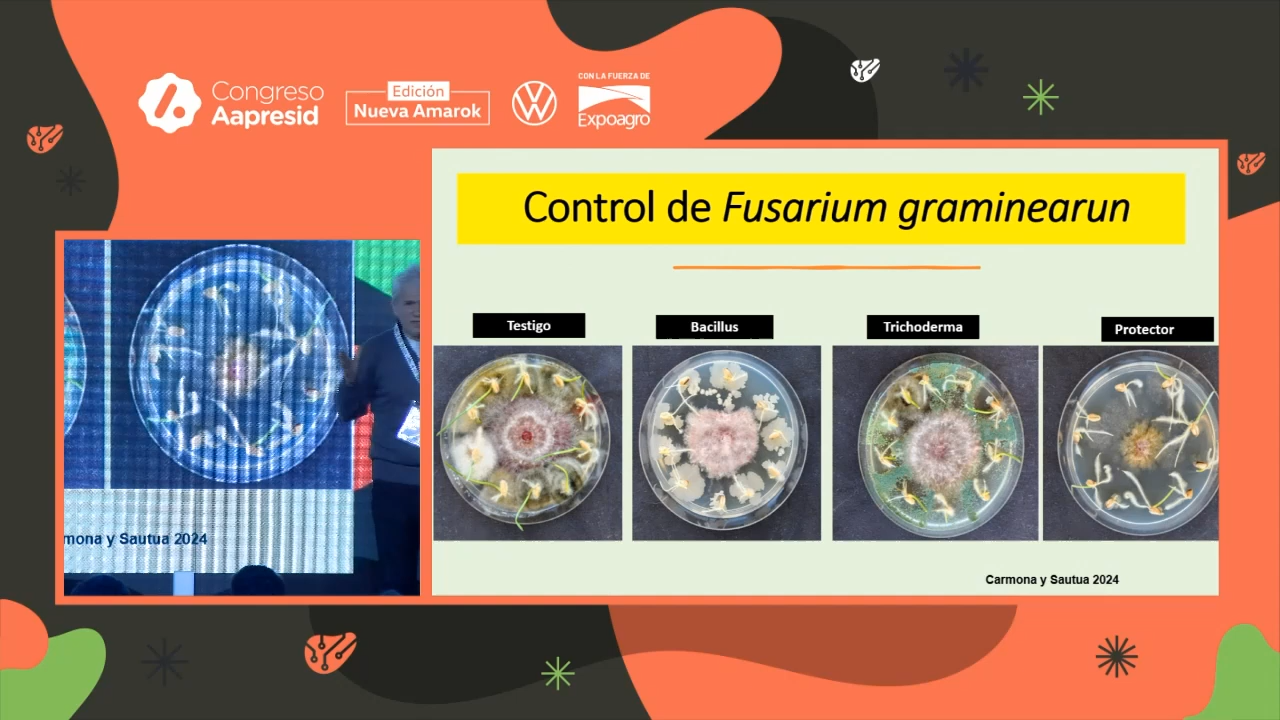 Congreso
Aapresid
Edición
Nueva Amarok
CON LA FUERZA DE
Expoagro
Control de Fusarium graminearun
Testigo
Bacillus
Trichoderma
Protector
Carmona y Sautua 2024
mona y Sautua 2024